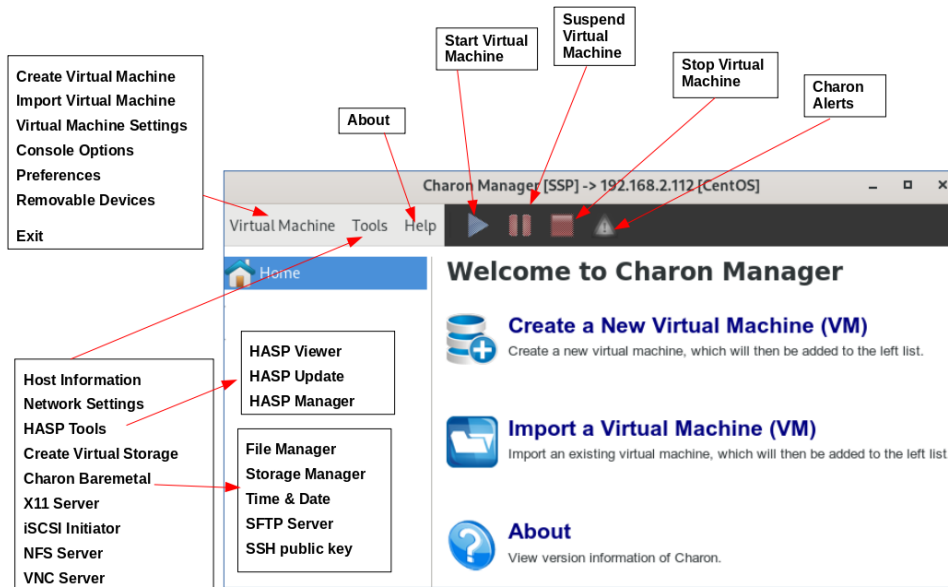 Suspend
Virtual
Machine
Start Virtual
Machine
Stop Virtual
Machine
Charon
Alerts
About
Create Virtual Machine
Import Virtual Machine
Virtual Machine Settings
Console Options
Preferences
Removable Devices
Exit
Charon Manager [SSP] -> 192.168.2.112 [CentOS]
Virtual Machine Tools Help
Home
Welcome to Charon Manager
Create a New Virtual Machine (VM)
Create a new virtual machine, which will then be added to the left list.
Import a Virtual Machine (VM)
Import an existing virtual machine, which will then be added to the left list
About
View version information of Charon.
HASP Viewer
HASP Update
HASP Manager
File Manager
Storage Manager
Time & Date
SFTP Server
SSH public key
Host Information
Network Settings
HASP Tools
Create Virtual Storage
Charon Baremetal
X11 Server
iSCSI Initiator
NFS Server
VNC Server